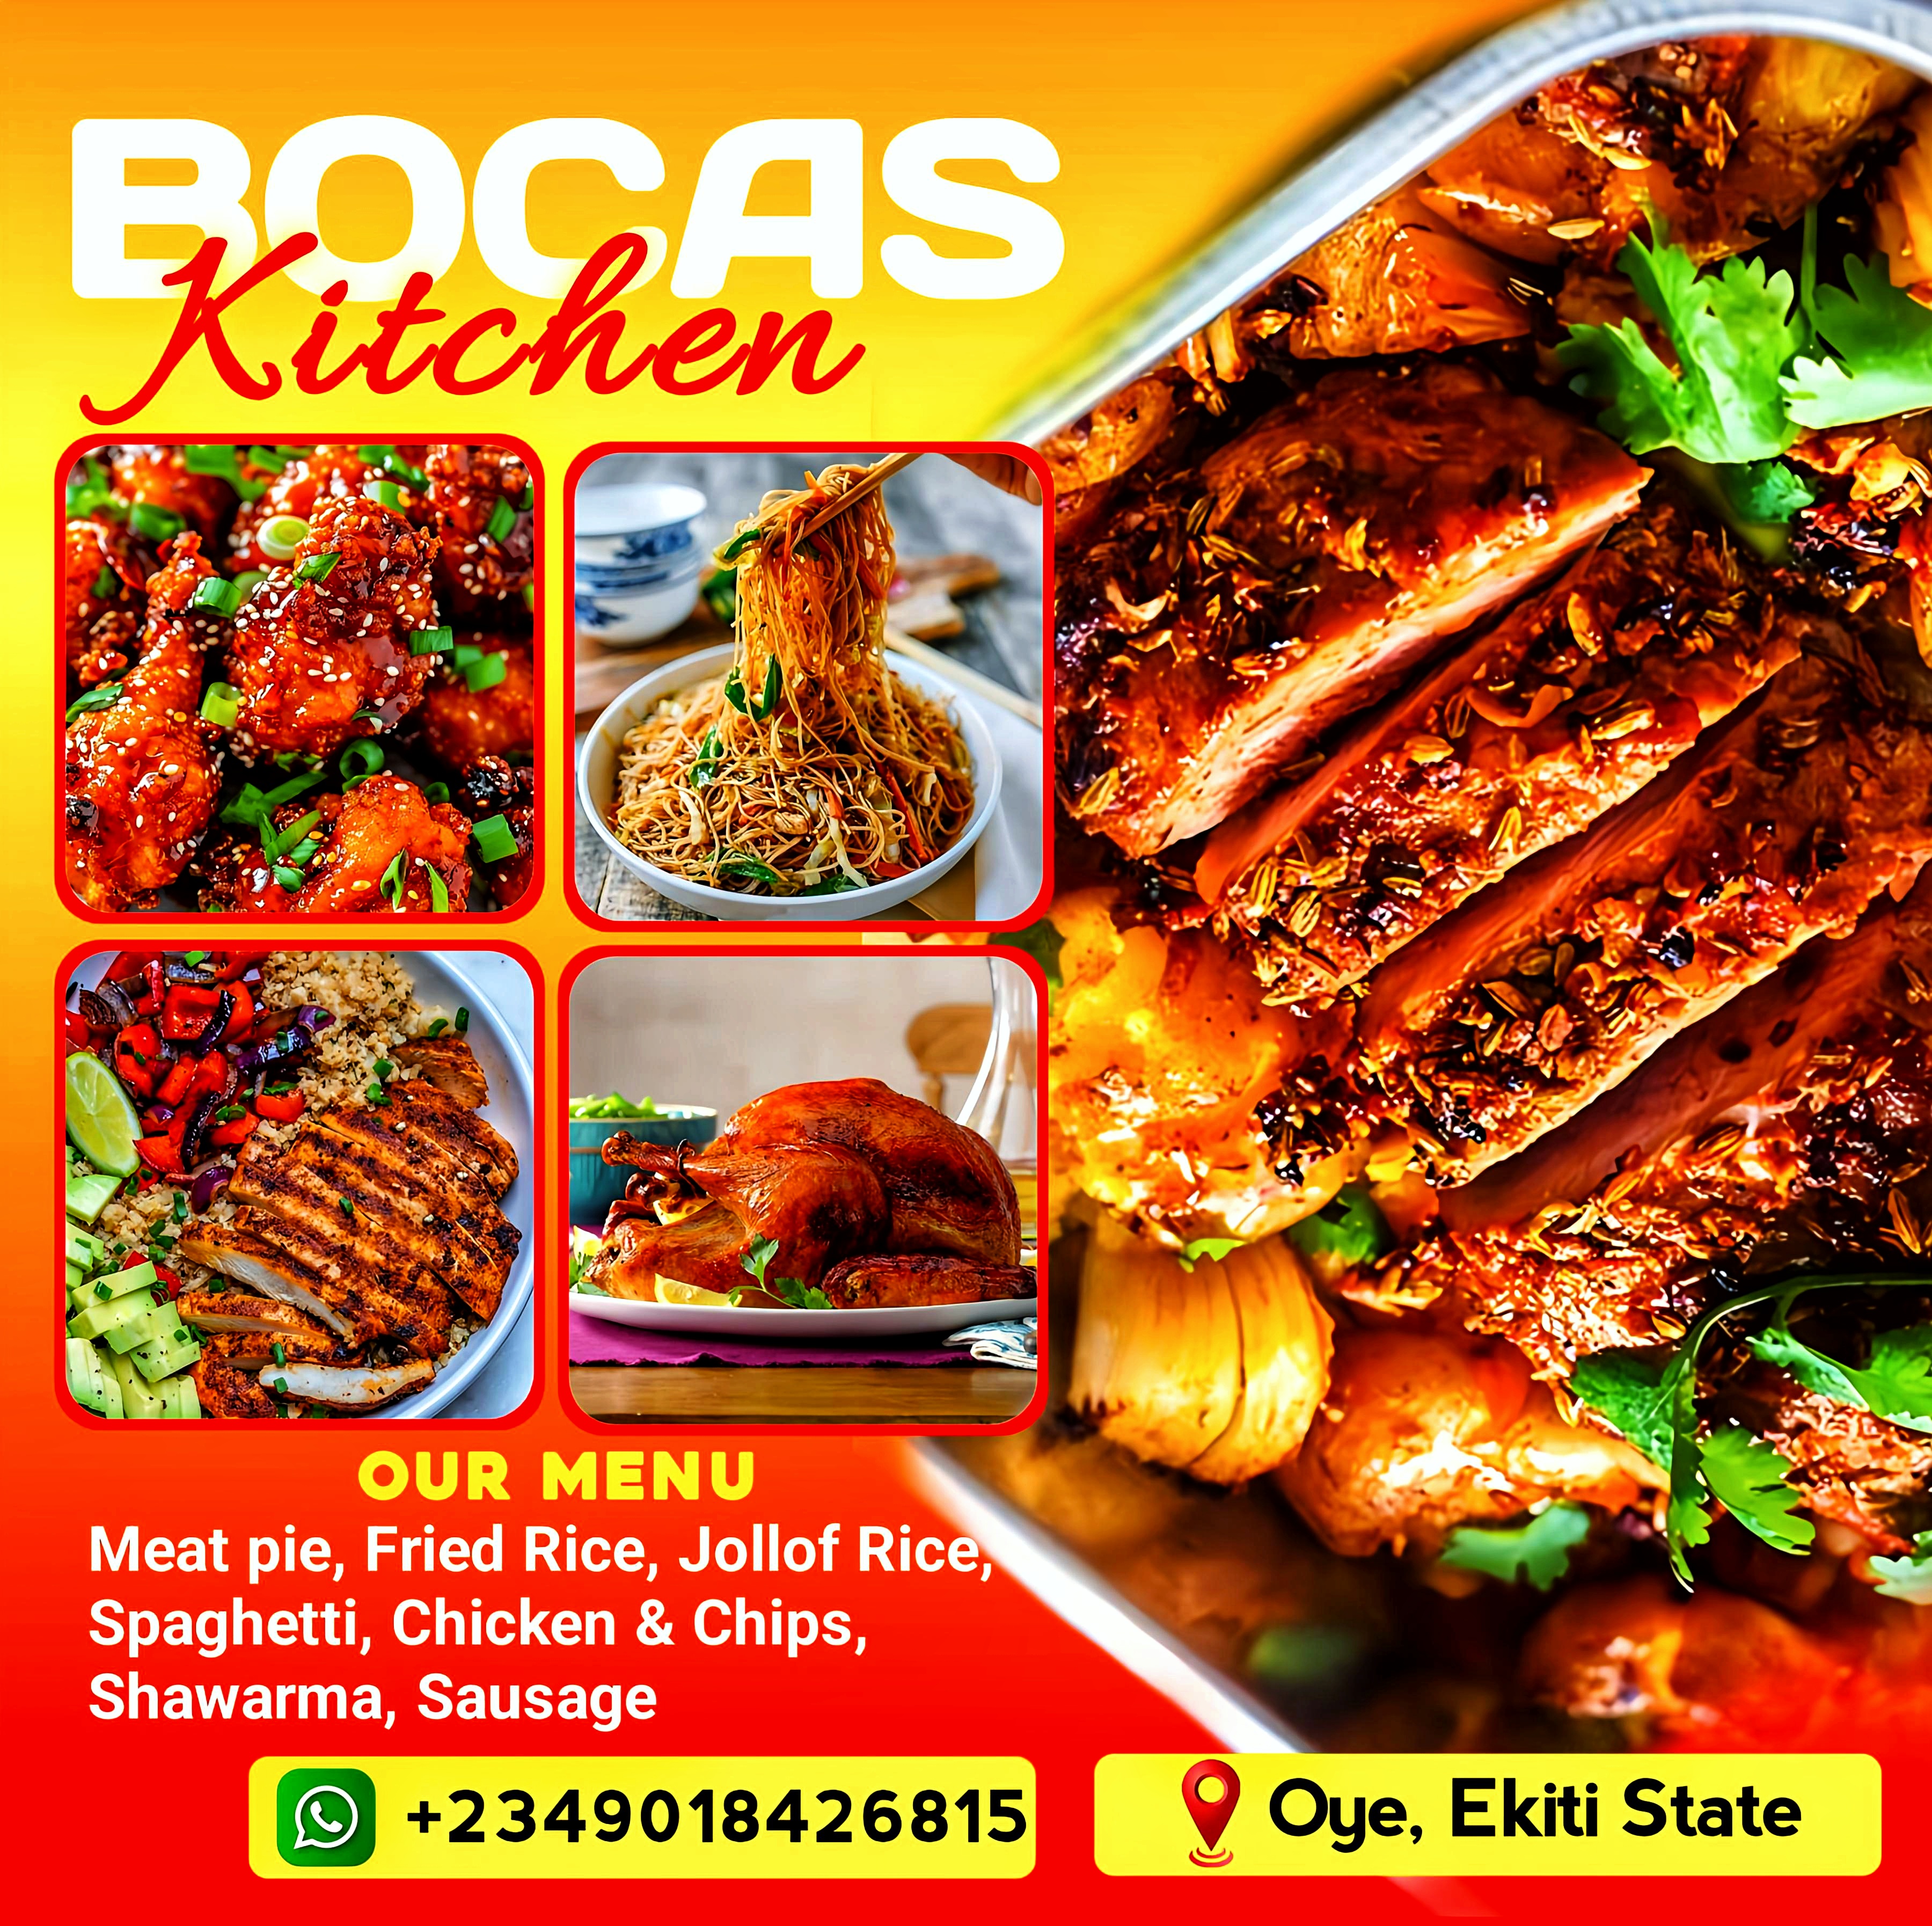 BOCAS
Kitchen
OUR MENU
Meat pie, Fried Rice, Jollof Rice,
Spaghetti, Chicken & Chips,
Shawarma, Sausage
+2349018426815
Oye, Ekiti State